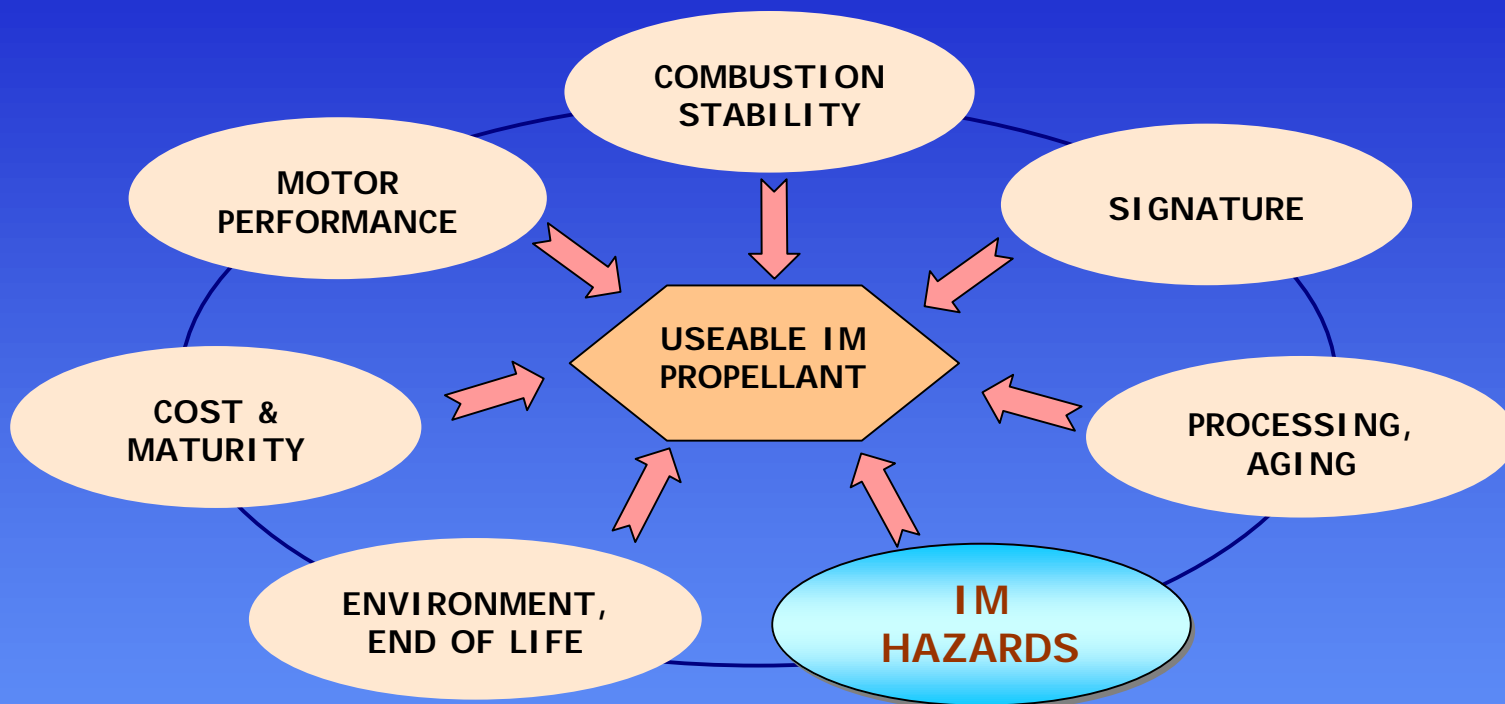 COMBUSTION
STABILITY
MOTOR
PERFORMANCE
SIGNATURE
USEABLE IM
PROPELLANT
COST &
MATURITY
PROCESSING,
AGING
ENVIRONMENT,
END OF LIFE
IM
HAZARDS